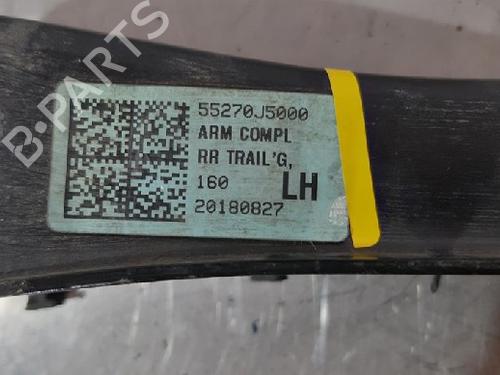 B-PARTS
55270J5000
ARM COMPL
RR TRAIL'G,
160 LH
20180827